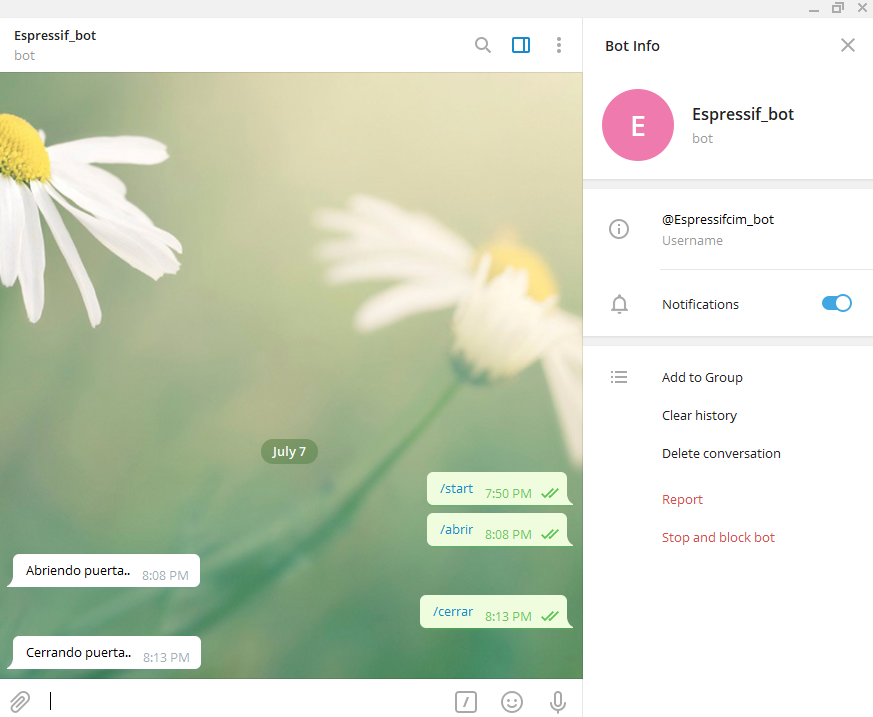 Espressif_bot
bot
July 7
/start 7:50 PM
/abrir 8:08 PM
Abriendo puerta.. 8:08 PM
/cerrar 8:13 PM
Cerrando puerta.. 8:13 PM
Bot Info
E
Espressif_bot
bot
@Espressifcim_bot
Username
Notifications
Add to Group
Clear history
Delete conversation
Report
Stop and block bot